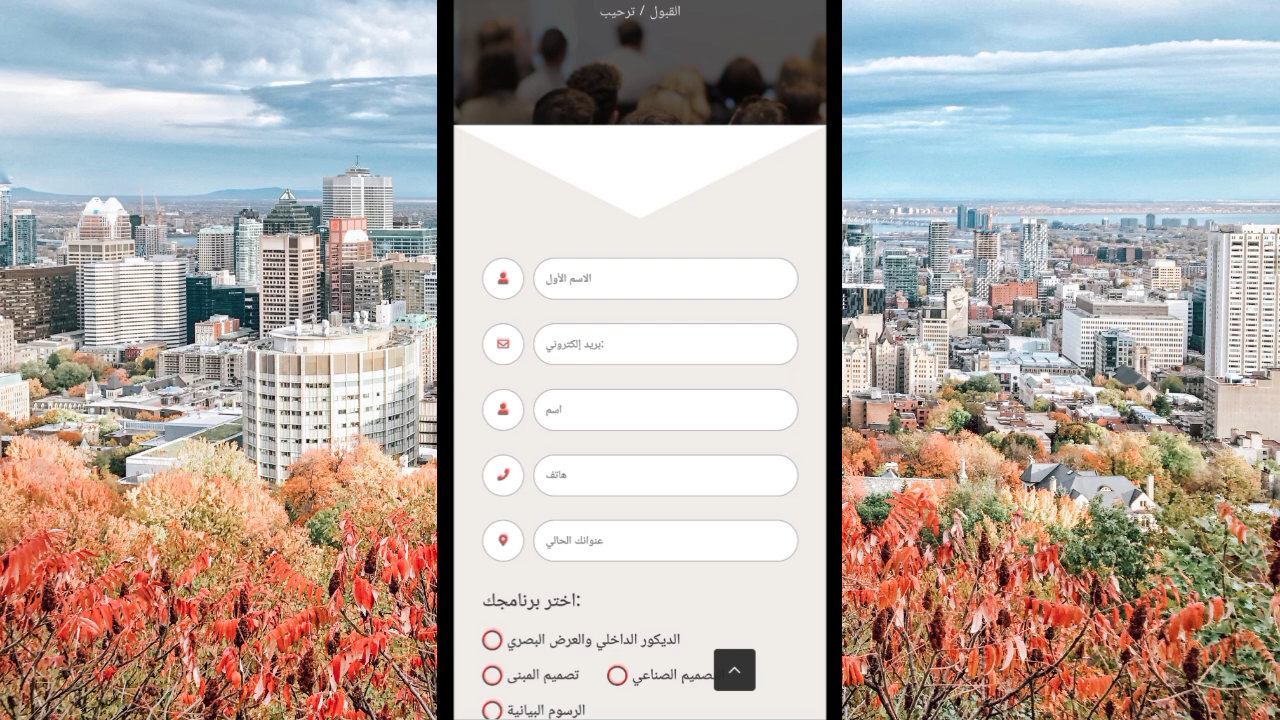 القبول / ترحيب
الاسم الأول
بريد إلكتروني:
اسم
هاتف
عنوانك الحالي
اختر برنامجك:
الديكور الداخلي والعرض البصري
تصميم المبنى التصميم الصناعي
الرسوم البيانية